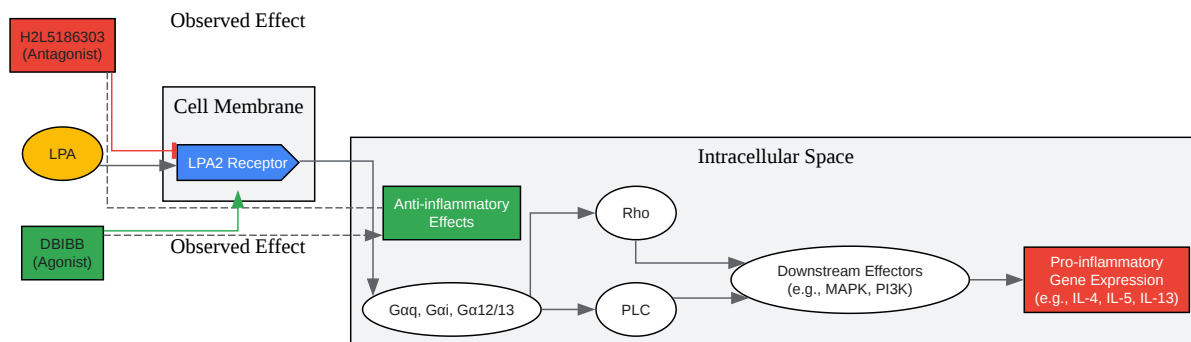 Observed Effect
H2L5186303
(Antagonist)
Cell Membrane
LPA
LPA2 Receptor
Intracellular Space
Anti-inflammatory
Effects
Rho
DBIBB
(Agonist)
Observed Effect
Downstream Effectors
(e.g., MAPK, PI3K)
Pro-inflammatory
Gene Expression
(e.g., IL-4, IL-5, IL-13)
Gαq, Gαi, Gα12/13
PLC